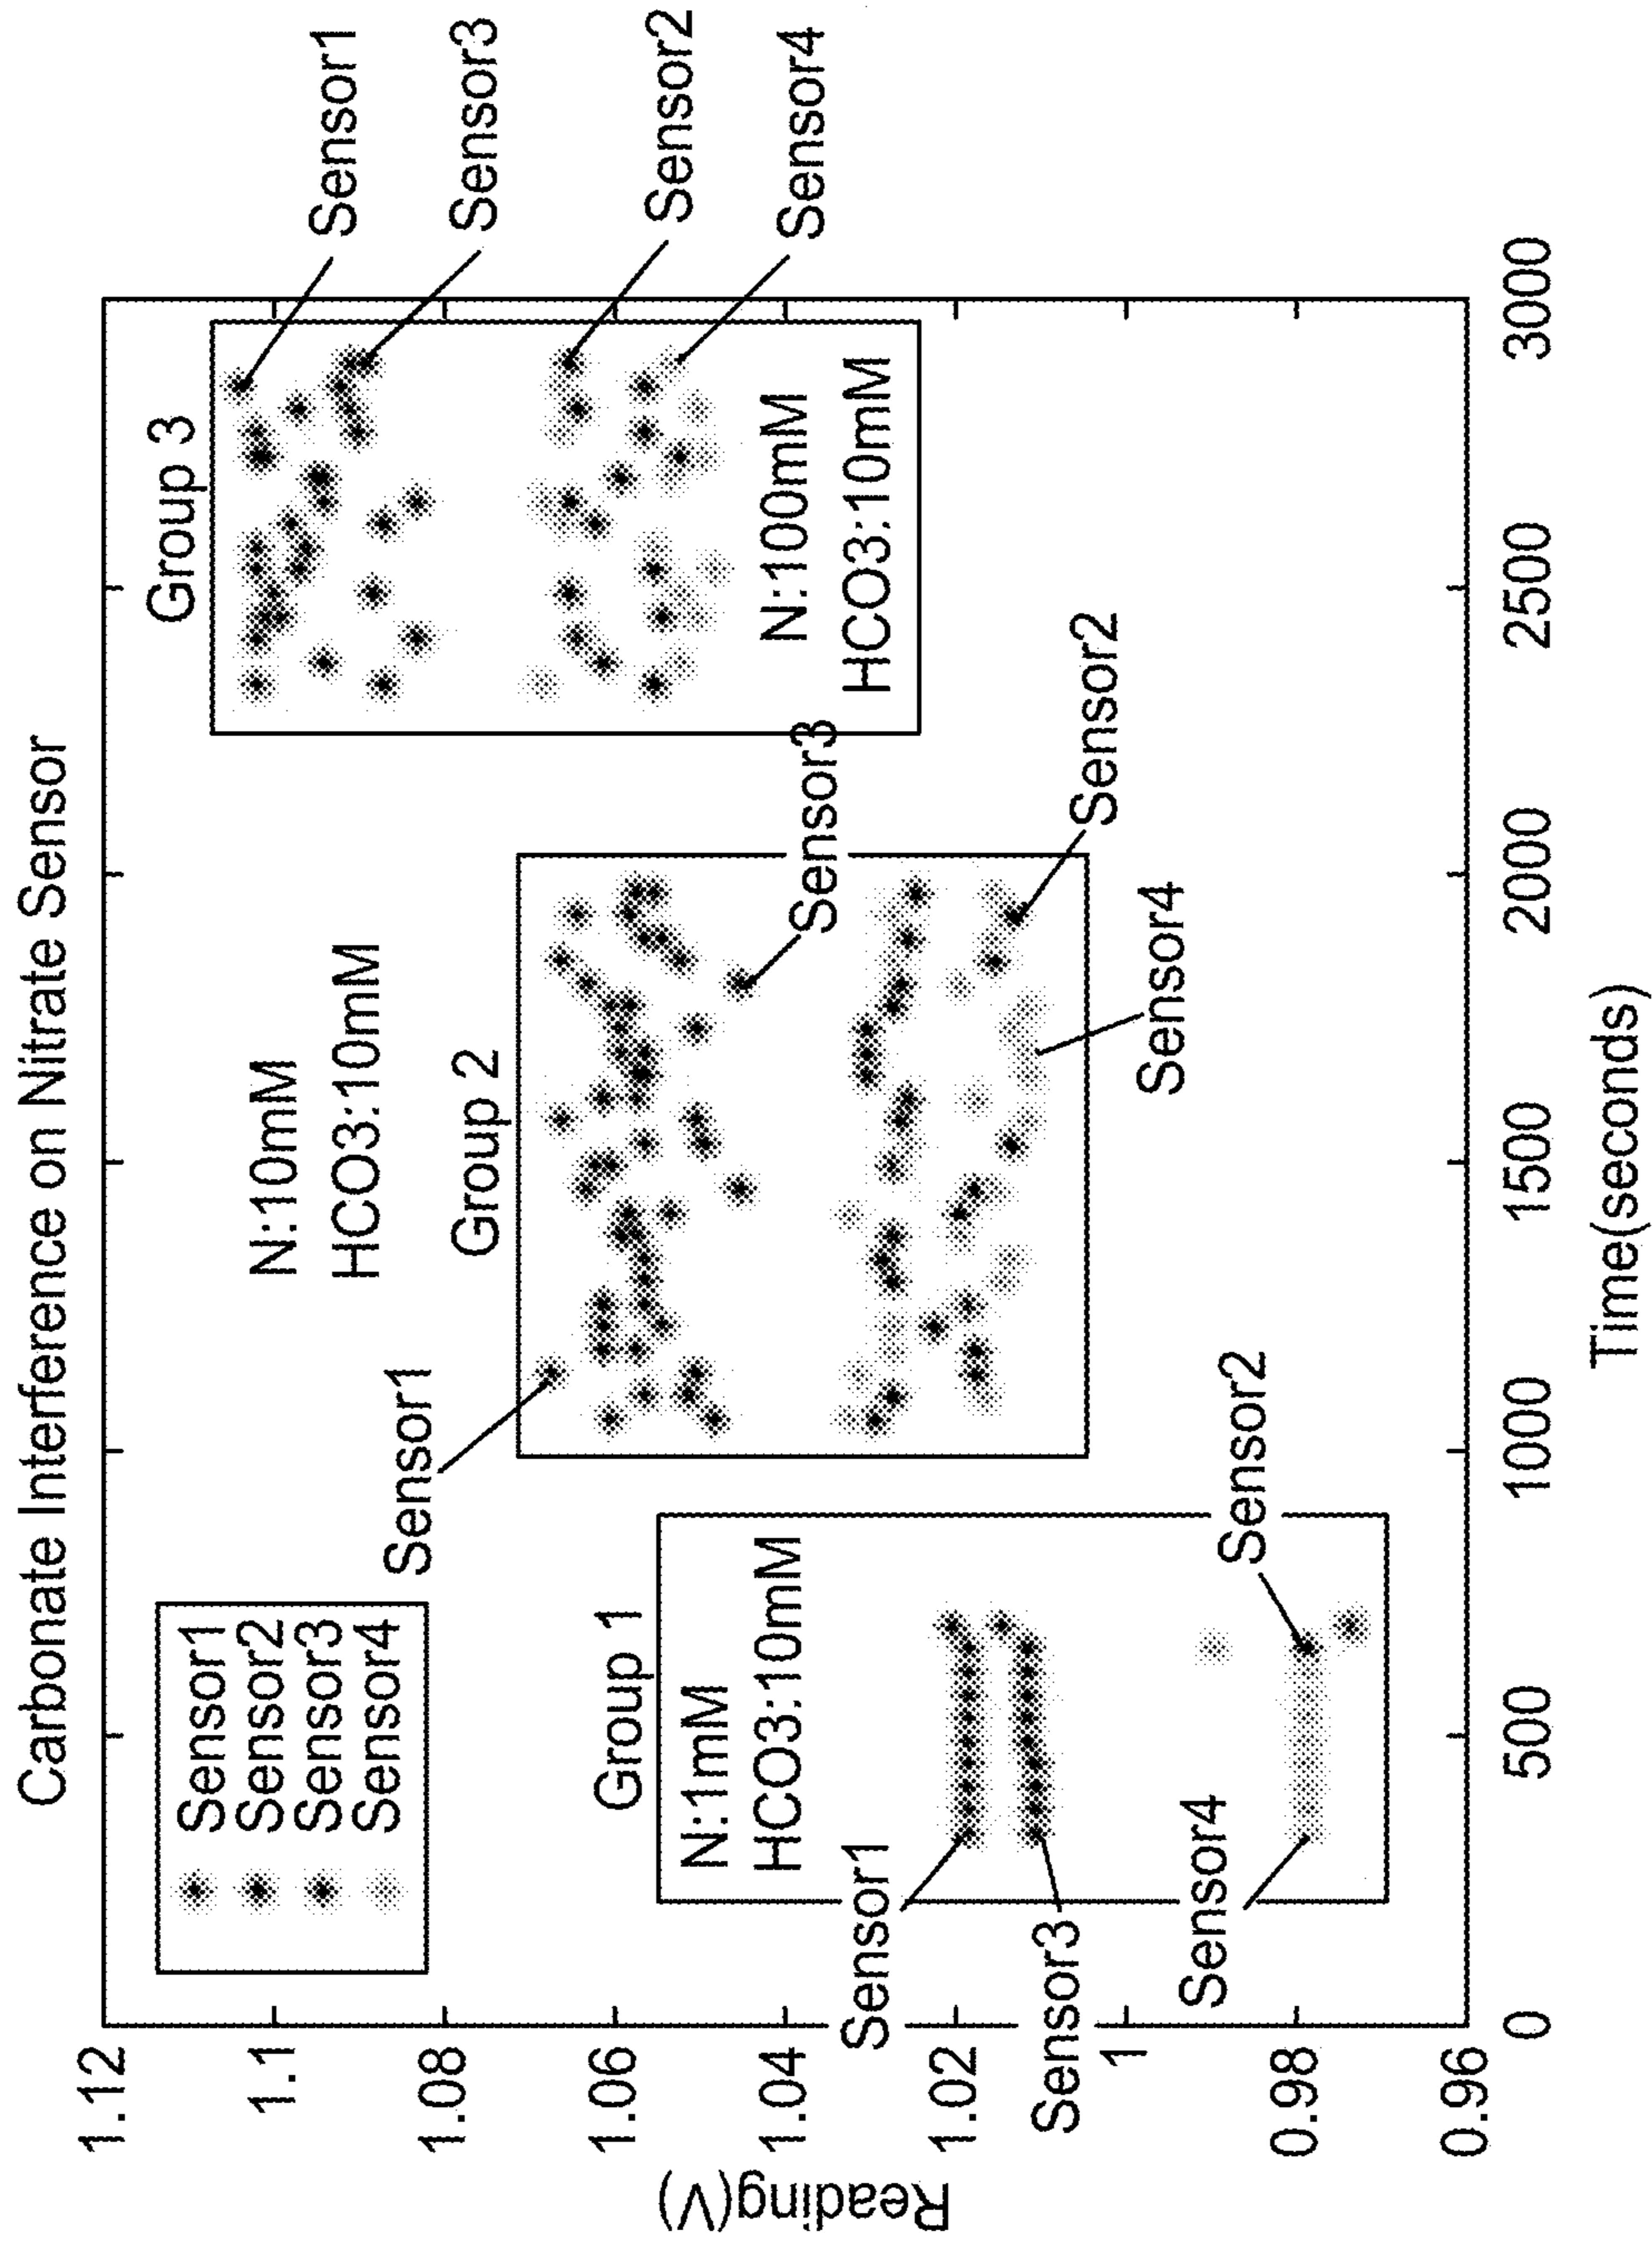 Carbonate Interference on Nitrate Sensor
Sensor1
Sensor2
Sensor3
Sensor4
Group 1
N:1mM
HCO3:10mM
Sensor1
Sensor3
Sensor4
Sensor2
N:10mM
HCO3:10mM
Group 2
Sensor1
Sensor3
Sensor2
Sensor4
Group 3
N:100mM
HCO3:10mM
Sensor1
Sensor3
Sensor2
Sensor4
Reading(V)
1.12
1.1
1.08
1.06
1.04
1.02
1
0.98
0.96
0 500 1000 1500 2000 2500 3000
Time(seconds)